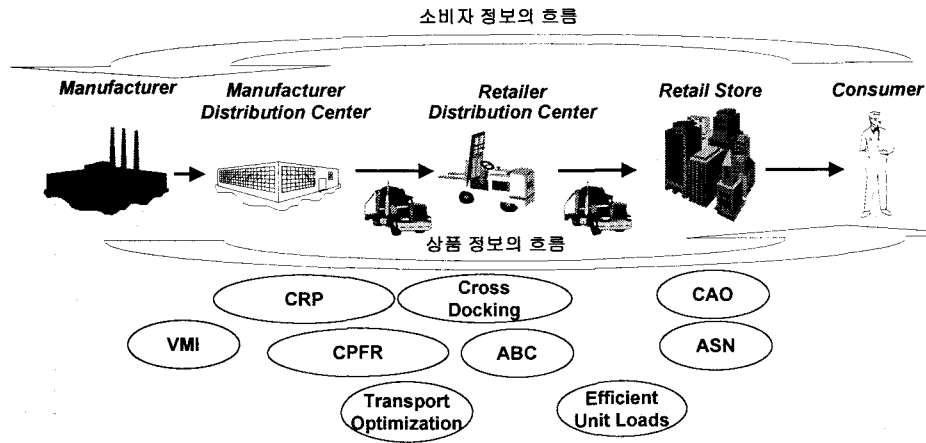 소비자 정보의 흐름
Manufacturer
Manufacturer
Distribution Center
Retailer
Distribution Center
Retail Store
Consumer
상품 정보의 흐름
CRP
Cross
Docking
CAO
VMI
CPFR
ABC
ASN
Transport
Optimization
Efficient
Unit Loads